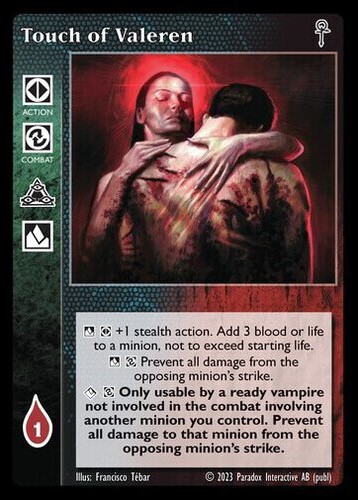 Touch of Valeren
ACTION
COMBAT
+1 stealth action. Add 3 blood or life
to a minion, not to exceed starting life.
Prevent all damage from the
opposing minion's strike.
Only usable by a ready vampire
not involved in the combat involving
another minion you control. Prevent
all damage to that minion from the
opposing minion's strike.
1
Illus: Francisco Tébar © 2023 Paradox Interactive AB (publ)